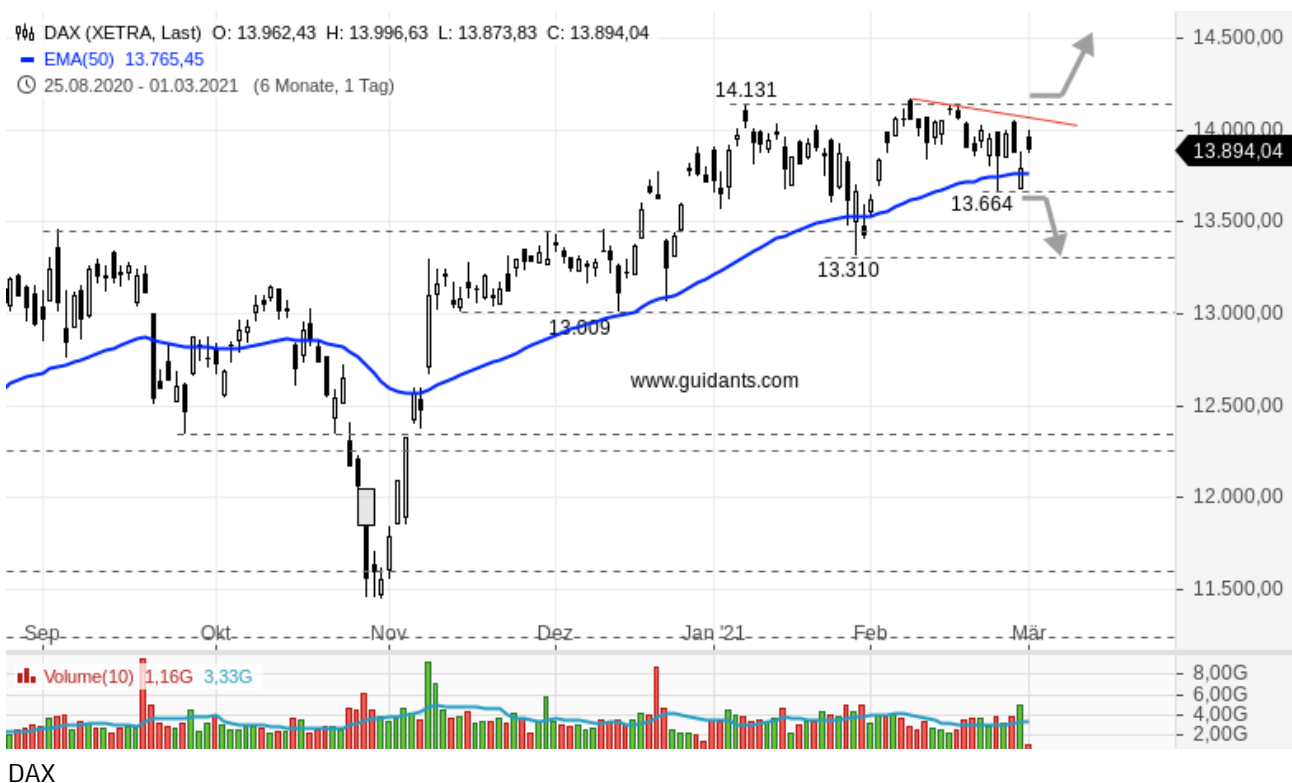 DAX (XETRA, Last) O: 13.962,43 H: 13.996,63 L: 13.873,83 C: 13.894,04
EMA(50) 13.765,45
25.08.2020 - 01.03.2021 (6 Monate, 1 Tag)
14.500,00
14.131
14.000,00
13.894,04
13.664
13.500,00
13.310
13.000,00
13.009
www.guidants.com
12.500,00
12.000,00
11.500,00
Sep Okt Nov Dez Jan '21 Feb Mär
Volume(10) 1,16G 3,33G
8,00G
6,00G
4,00G
2,00G
DAX